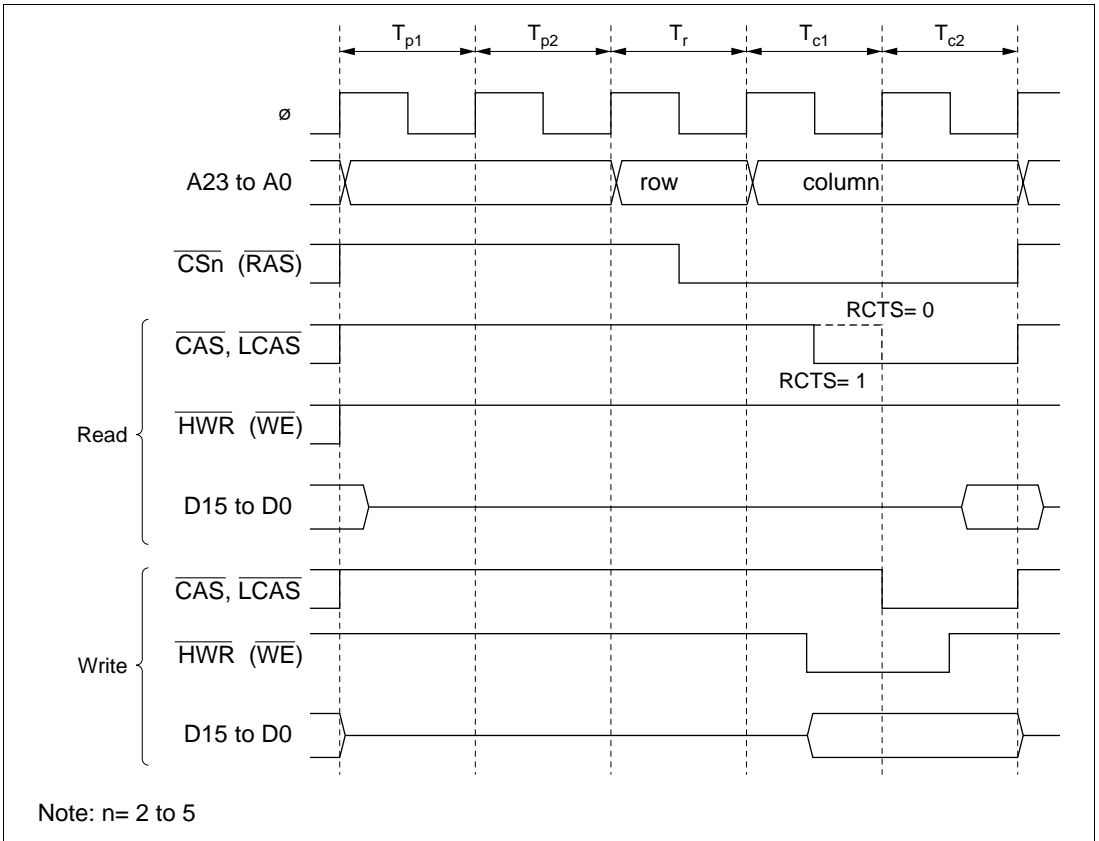 Tp1 Tp2 Tr Tc1 Tc2
ø
A23 to A0 row column
CSn (RAS)
RCTS= 0
CAS, LCAS
RCTS= 1
HWR (WE)
Read
D15 to D0
CAS, LCAS
HWR (WE)
Write
D15 to D0
Note: n= 2 to 5